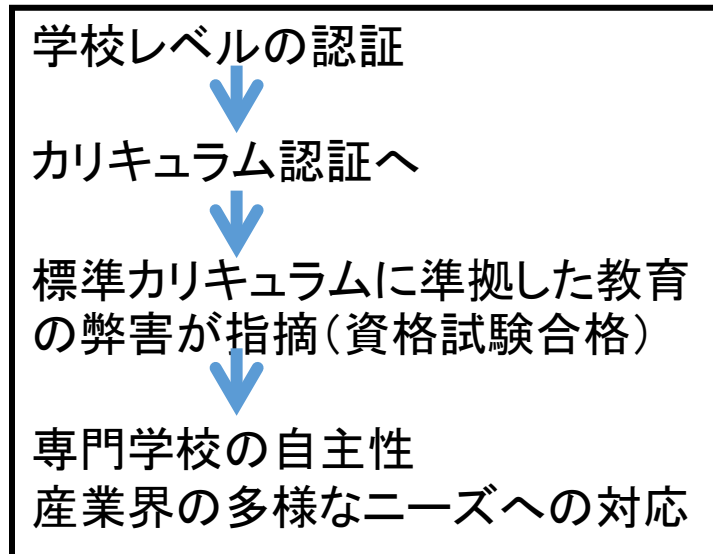 学校レベルの認証
カリキュラム認証へ
標準カリキュラムに準拠した教育
の弊害が指摘（資格試験合格）
専門学校の自主性
産業界の多様なニーズへの対応